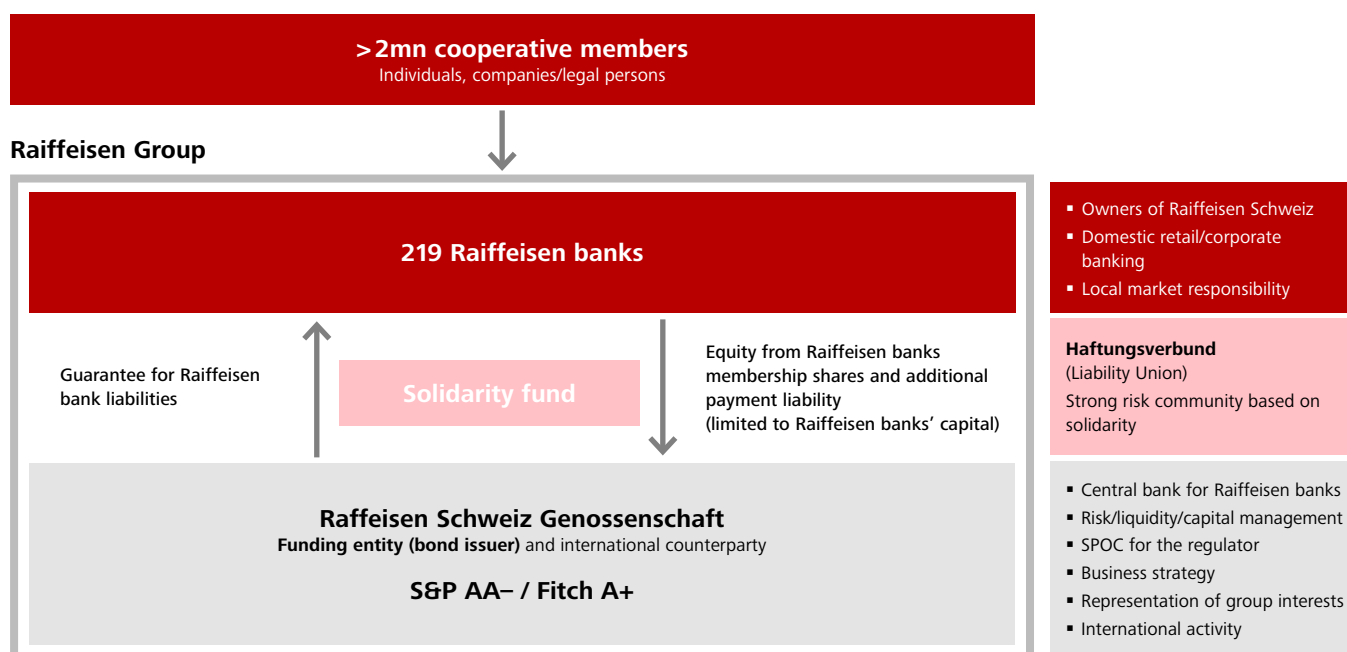 >2mn cooperative members
Individuals, companies/legal persons
Raiffeisen Group
219 Raiffeisen banks
▪ Owners of Raiffeisen Schweiz
▪ Domestic retail/corporate
banking
▪ Local market responsibility
Guarantee for Raiffeisen
bank liabilities
Solidarity fund
Equity from Raiffeisen banks
membership shares and additional
payment liability
(limited to Raiffeisen banks’ capital)
Haftungsverbund
(Liability Union)
Strong risk community based on
solidarity
Raffeisen Schweiz Genossenschaft
Funding entity (bond issuer) and international counterparty
S&P AA– / Fitch A+
▪ Central bank for Raiffeisen banks
▪ Risk/liquidity/capital management
▪ SPOC for the regulator
▪ Business strategy
▪ Representation of group interests
▪ International activity